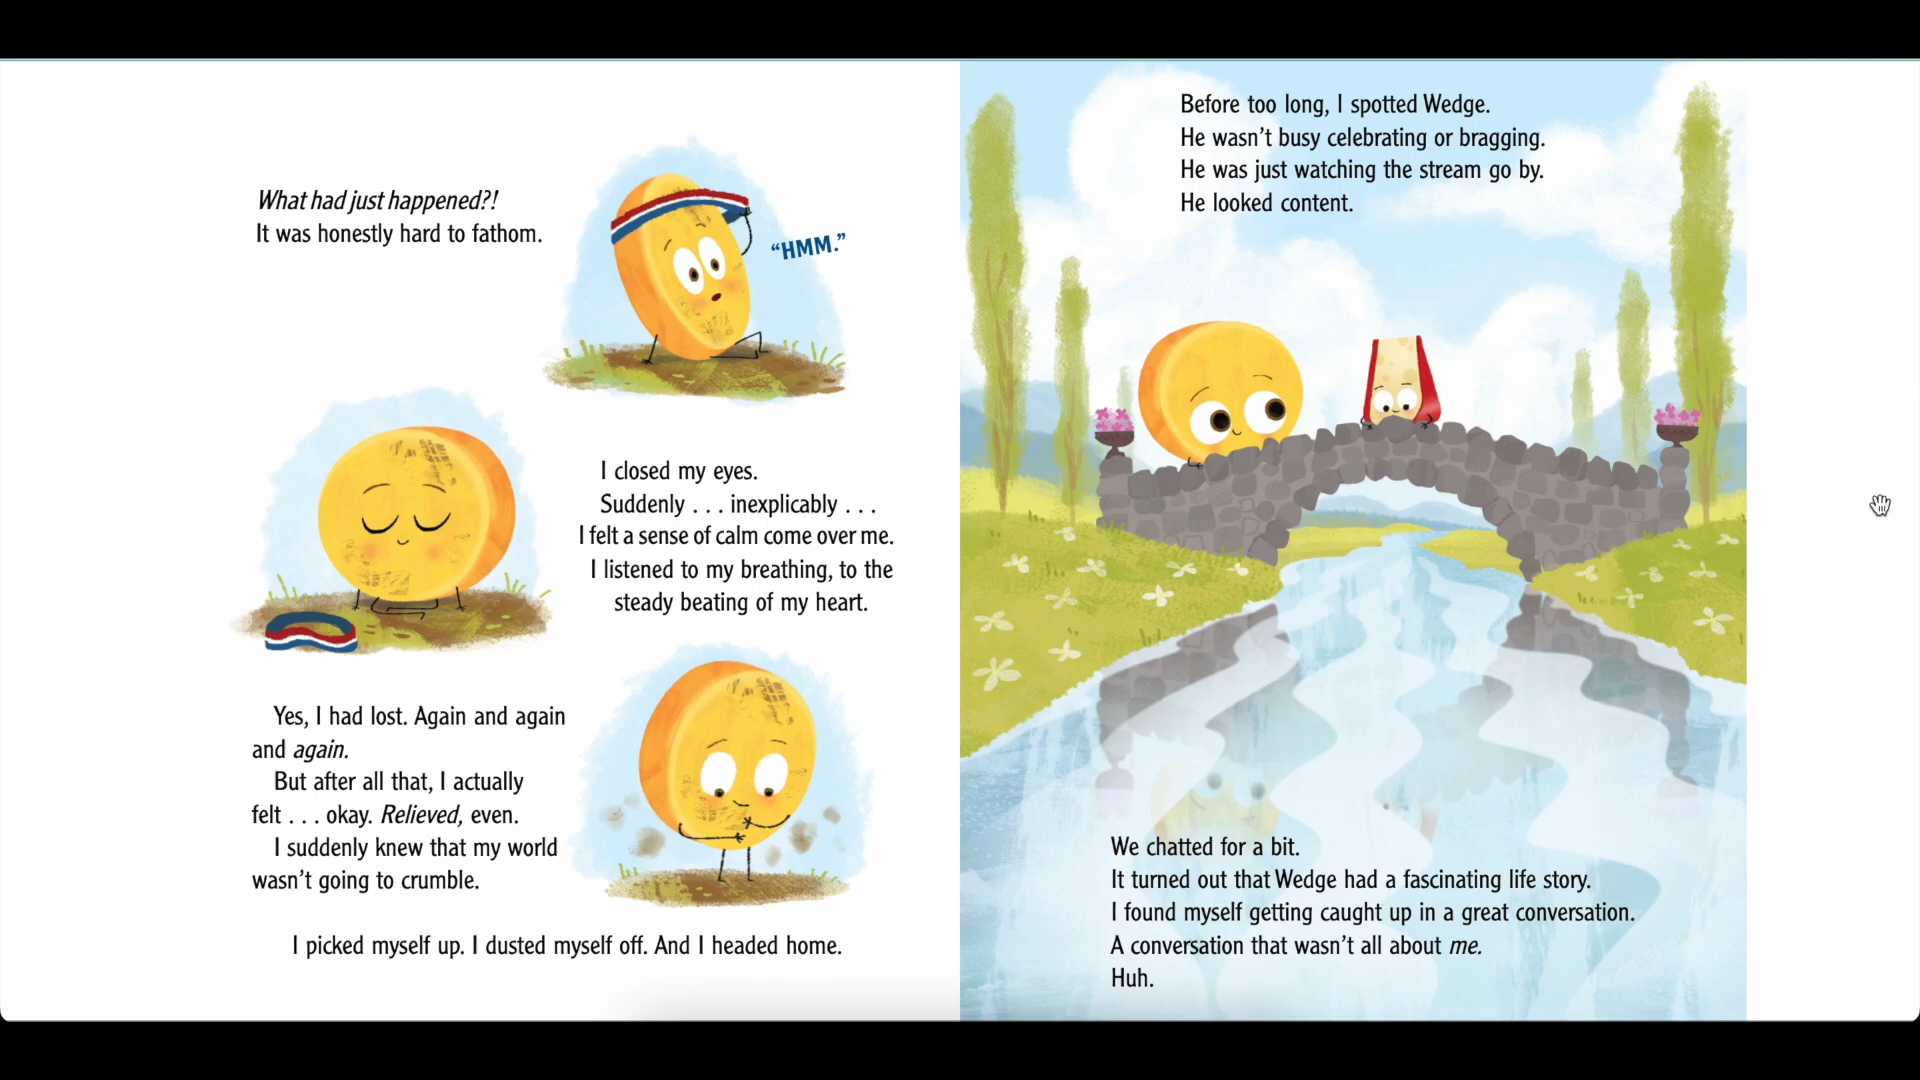 What had just happened?!
It was honestly hard to fathom.
“HMM.”
I closed my eyes.
Suddenly . . . inexplicably . . .
I felt a sense of calm come over me.
I listened to my breathing, to the
steady beating of my heart.
Yes, I had lost. Again and again
and again.
But after all that, I actually
felt . . . okay. Relieved, even.
I suddenly knew that my world
wasn’t going to crumble.
I picked myself up. I dusted myself off. And I headed home.
Before too long, I spotted Wedge.
He wasn’t busy celebrating or bragging.
He was just watching the stream go by.
He looked content.
We chatted for a bit.
It turned out that Wedge had a fascinating life story.
I found myself getting caught up in a great conversation.
A conversation that wasn’t all about me.
Huh.